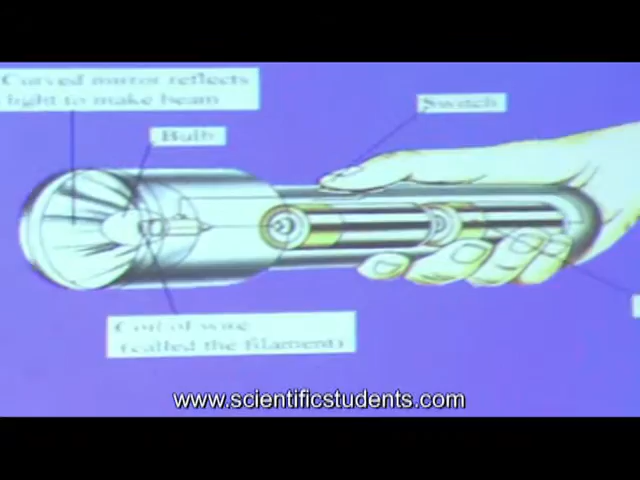 Curved mirror reflects
light to make beam
Switch
Bulb
Coil of wire
(called the filament)
www.scientificstudents.com